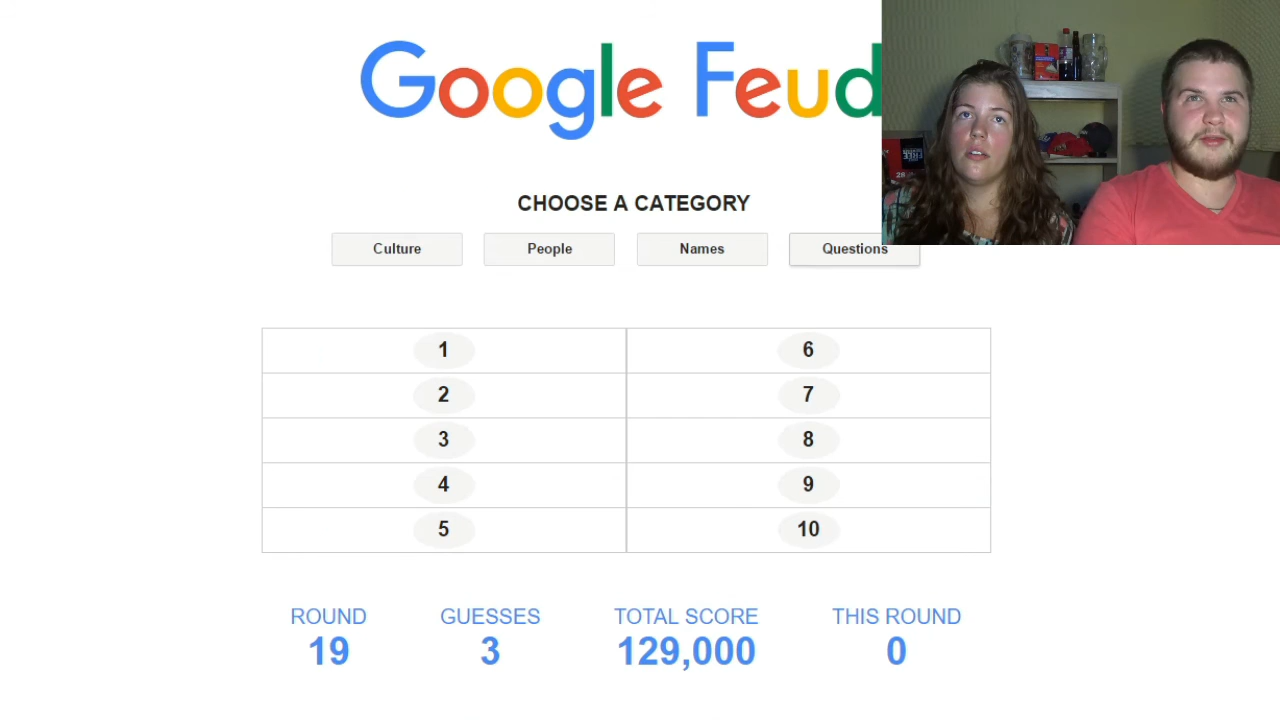 Google Feud
CHOOSE A CATEGORY
Culture People Names Questions
1 6
2 7
3 8
4 9
5 10
ROUND GUESSES TOTAL SCORE THIS ROUND
19 3 129,000 0